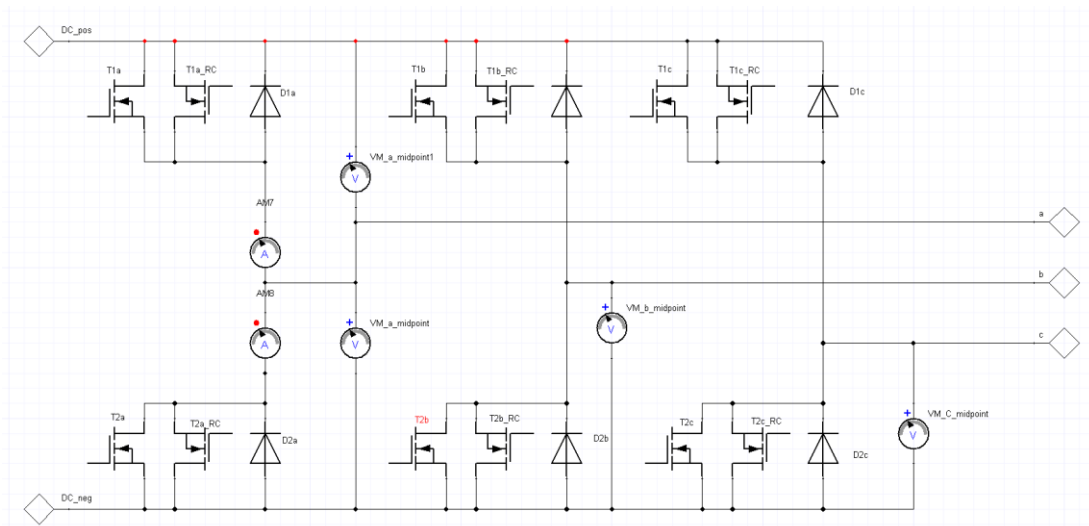 DC_pos
T1a
T1a_RC
D1a
T1b
T1b_RC
T1c
T1c_RC
D1c
+ VM_a_midpoint1
V
AM7
a
A
b
AM8
+ VM_a_midpoint
A
V
+ VM_b_midpoint
V
c
T2a
T2a_RC
D2a
T2b
T2b_RC
D2b
T2c
T2c_RC
D2c
+ VM_C_midpoint
V
DC_neg